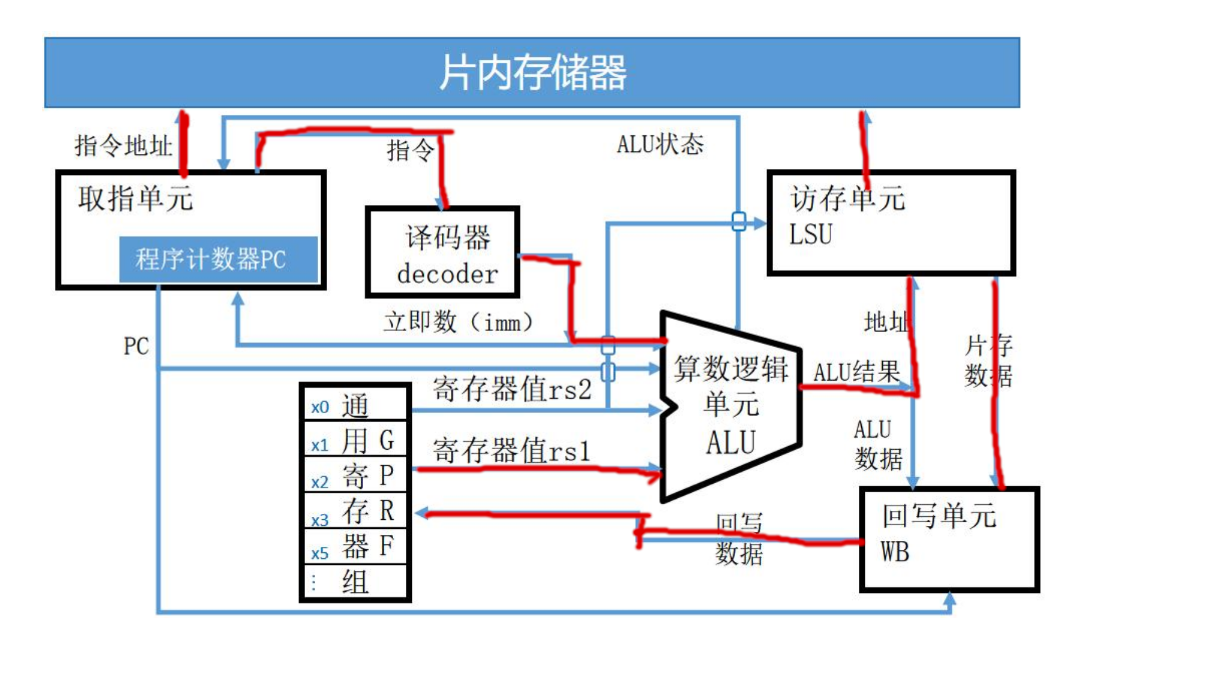 片内存储器
指令地址
指令
ALU状态
取指单元
程序计数器PC
译码器
decoder
访存单元
LSU
立即数（imm）
PC
地址
片存
数据
算数逻辑
单元
ALU
ALU结果
寄存器值rs2
寄存器值rs1
ALU
数据
x0 通
x1 用 G
x2 寄 P
x3 存 R
x5 器 F
⋮ 组
回写
数据
回写单元
WB